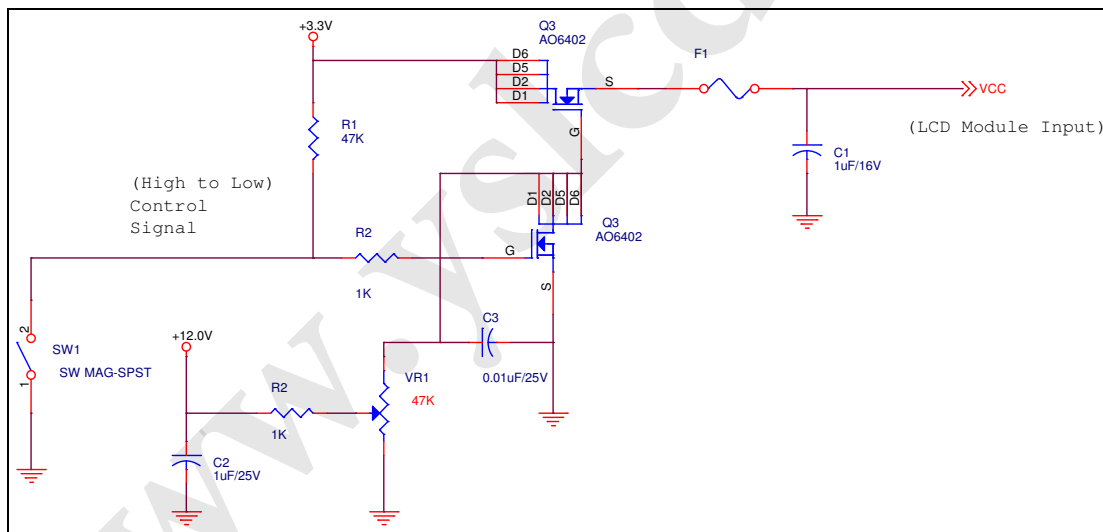 +3.3V
Q3
AO6402
D6
D5
D2
D1
S
G
F1
VCC
(LCD Module Input)
R1
47K
C1
1uF/16V
(High to Low)
Control
Signal
D1
D2
D5
D6
Q3
AO6402
R2
1K
G
S
2
1
SW1
SW MAG-SPST
+12.0V
C3
0.01uF/25V
R2
1K
VR1
47K
C2
1uF/25V